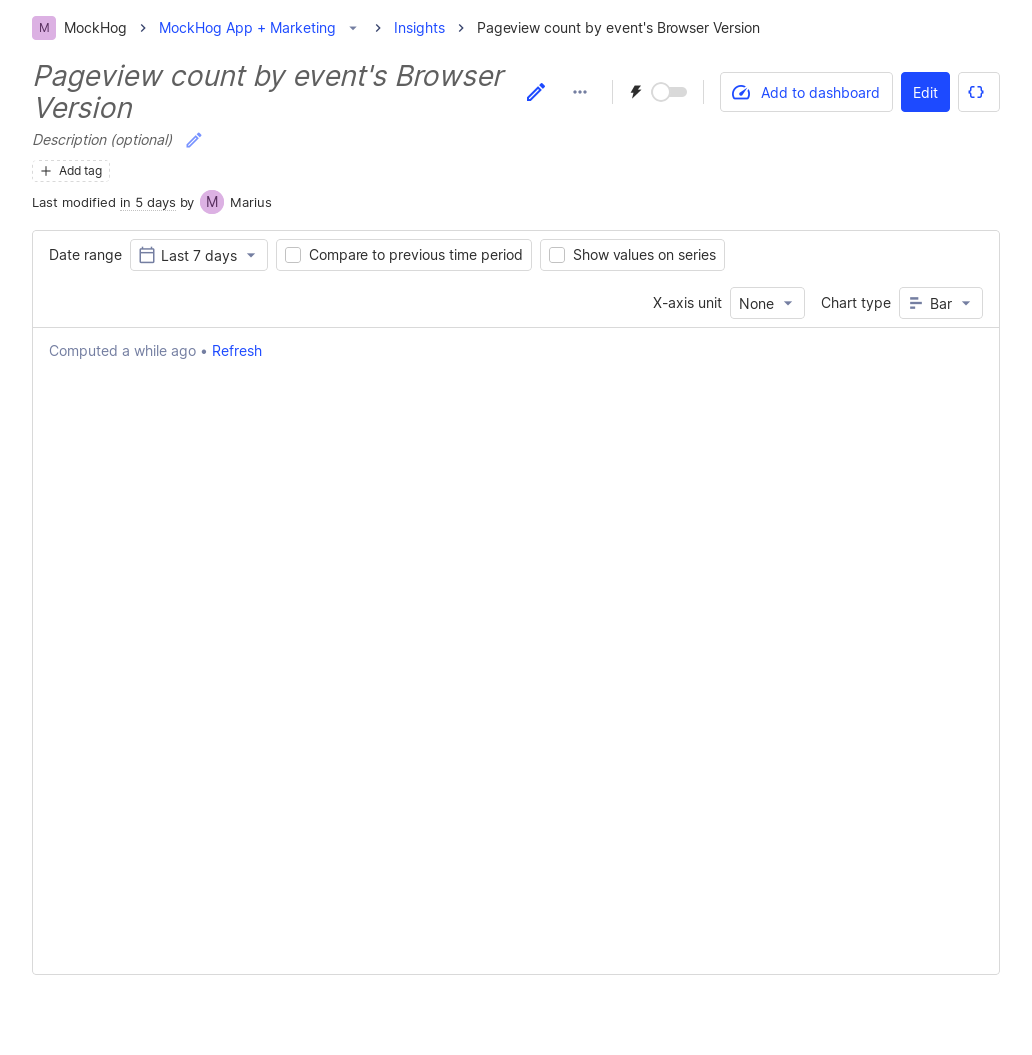 M MockHog MockHog App + Marketing Insights Pageview count by event's Browser Version
Pageview count by event's Browser
Version
Add to dashboard Edit
Description (optional)
Add tag
Last modified in 5 days by M Marius
Date range Last 7 days Compare to previous time period Show values on series
X-axis unit None Chart type Bar
Computed a while ago • Refresh